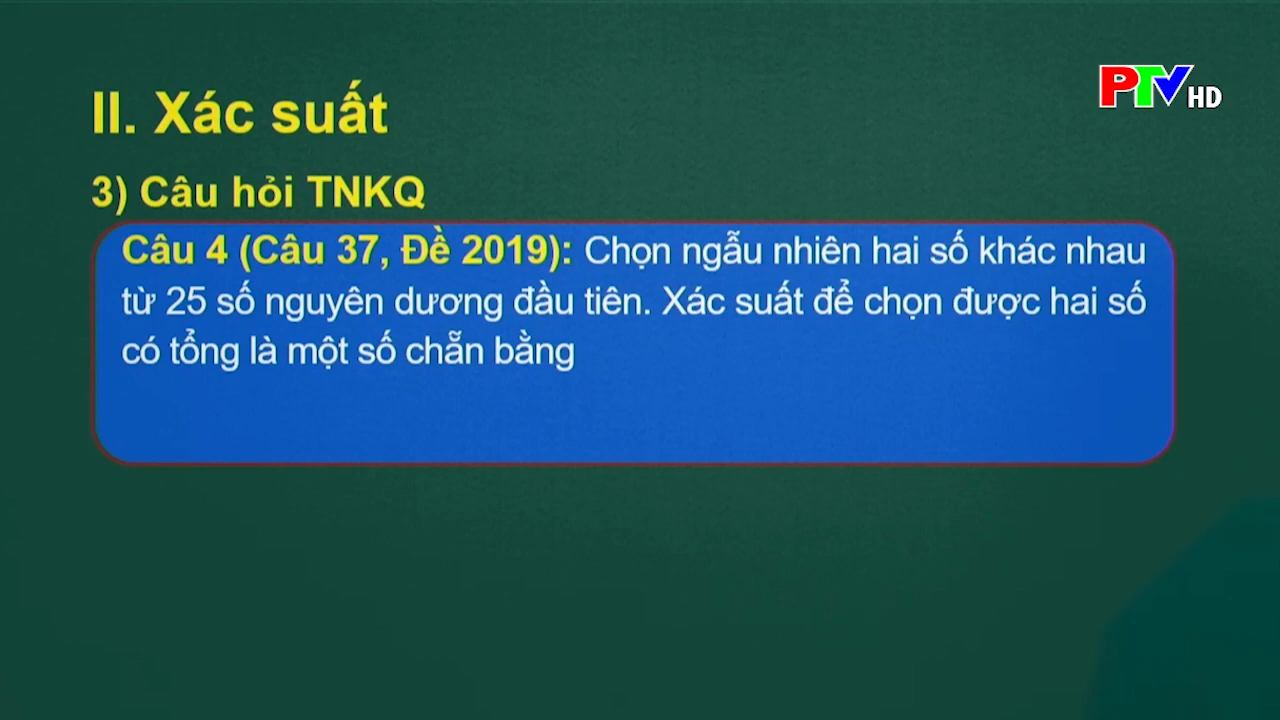 PTV HD
II. Xác suất
3) Câu hỏi TNKQ
Câu 4 (Câu 37, Đề 2019): Chọn ngẫu nhiên hai số khác nhau
từ 25 số nguyên dương đầu tiên. Xác suất để chọn được hai số
có tổng là một số chẵn bằng